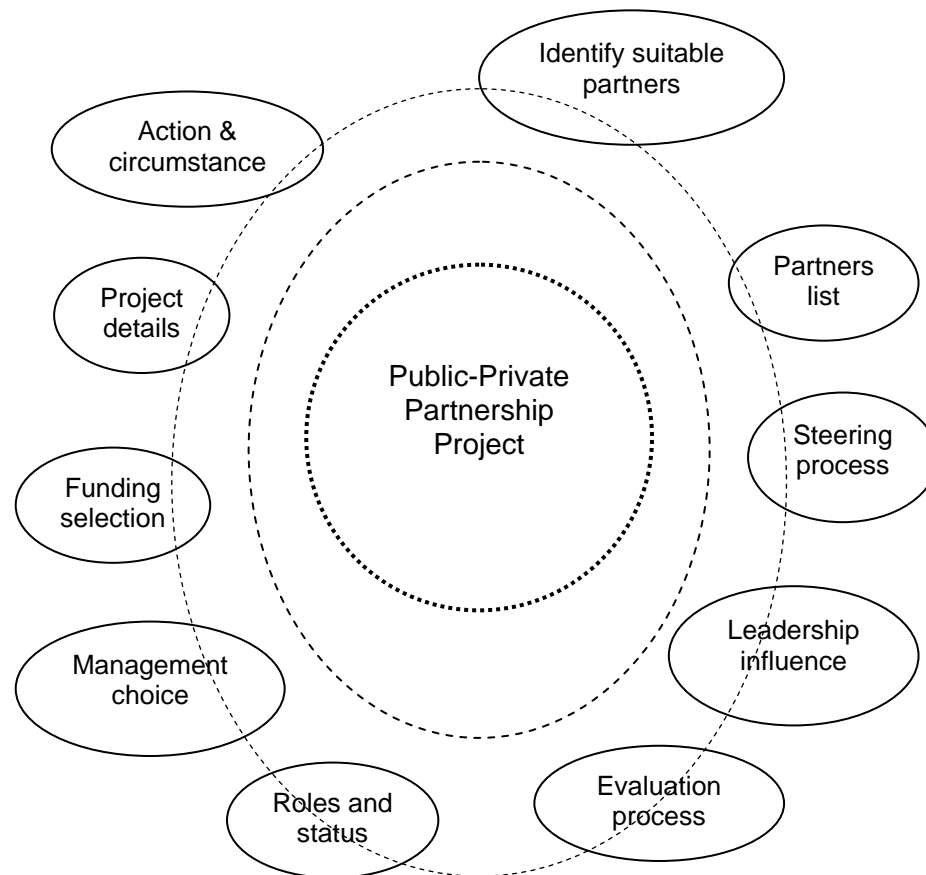 Identify suitable
partners
Action &
circumstance
Partners
list
Project
details
Public-Private
Partnership
Project
Steering
process
Funding
selection
Leadership
influence
Management
choice
Evaluation
process
Roles and
status